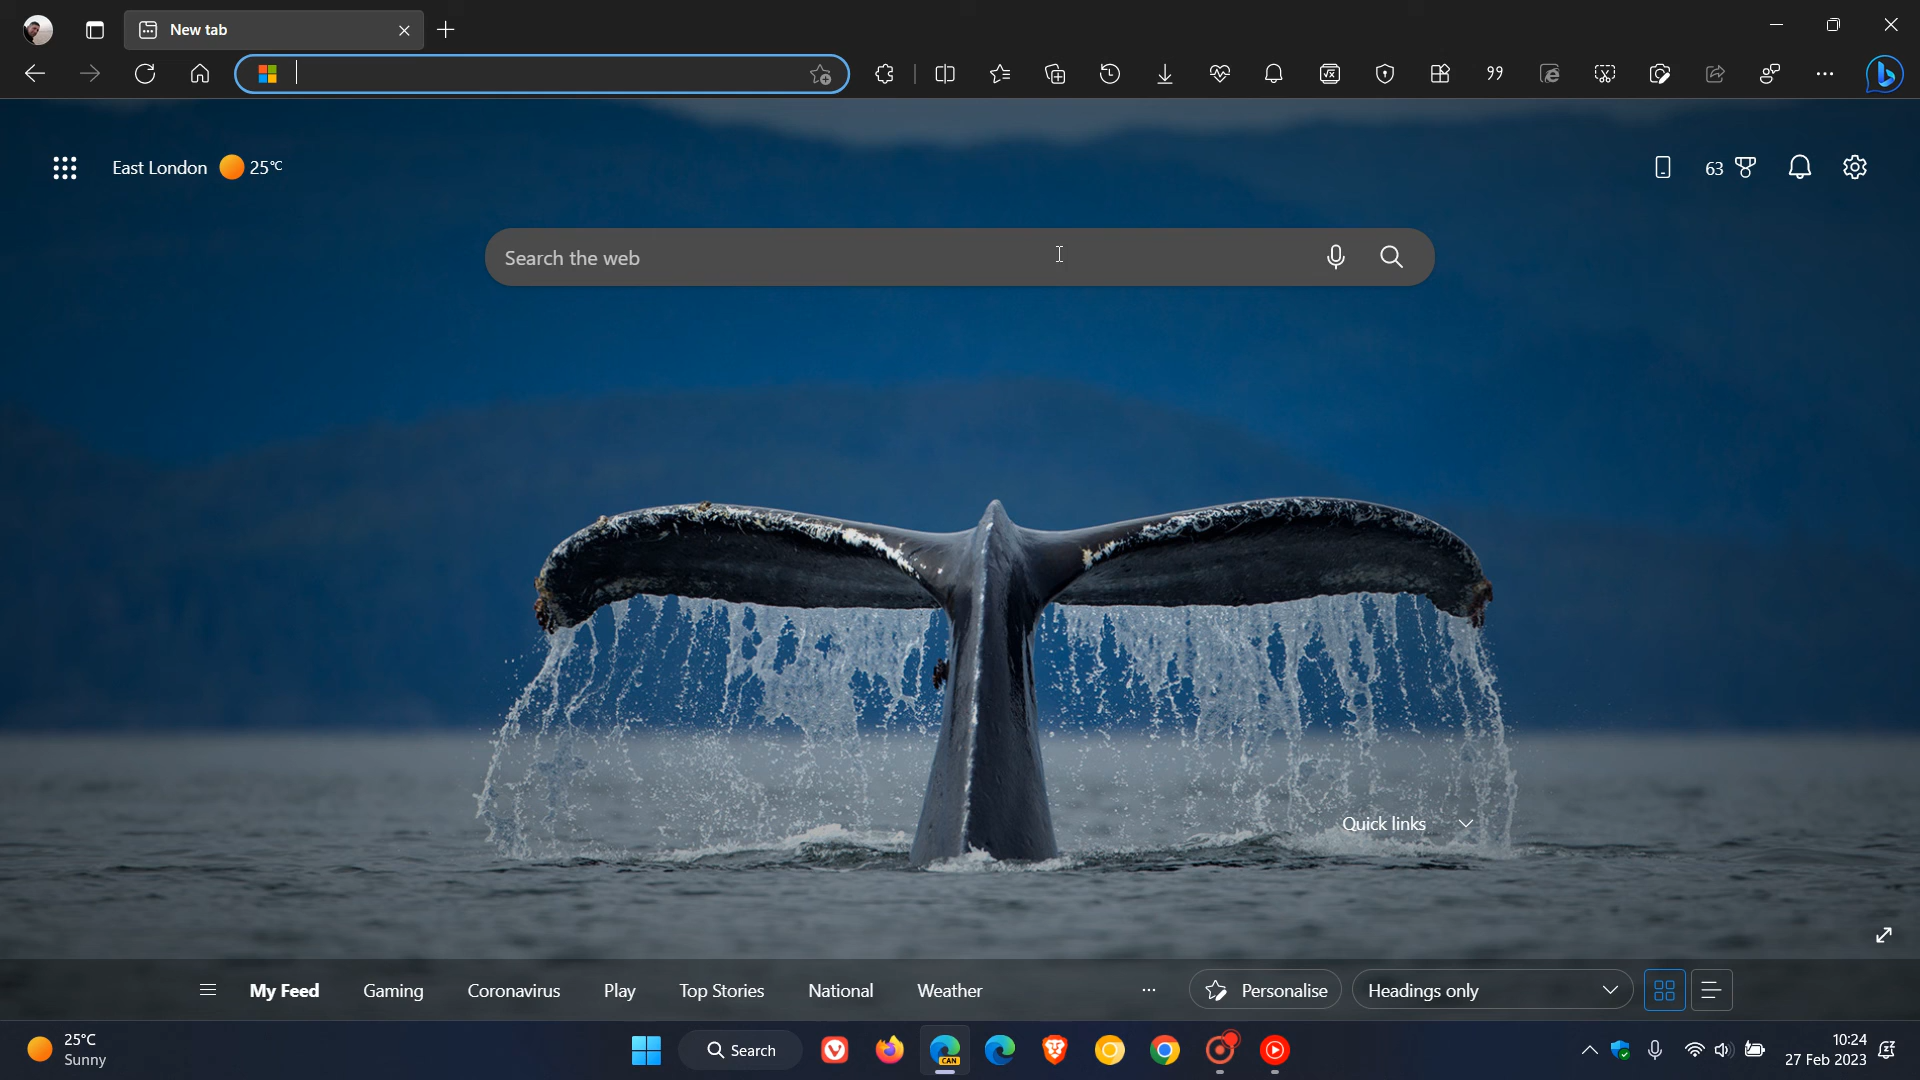 New tab
East London 25°C
63
Search the web
Quick links
My Feed Gaming Coronavirus Play Top Stories National Weather ... Personalise Headings only
25°C
Sunny
Search
CAN
10:24
27 Feb 2023